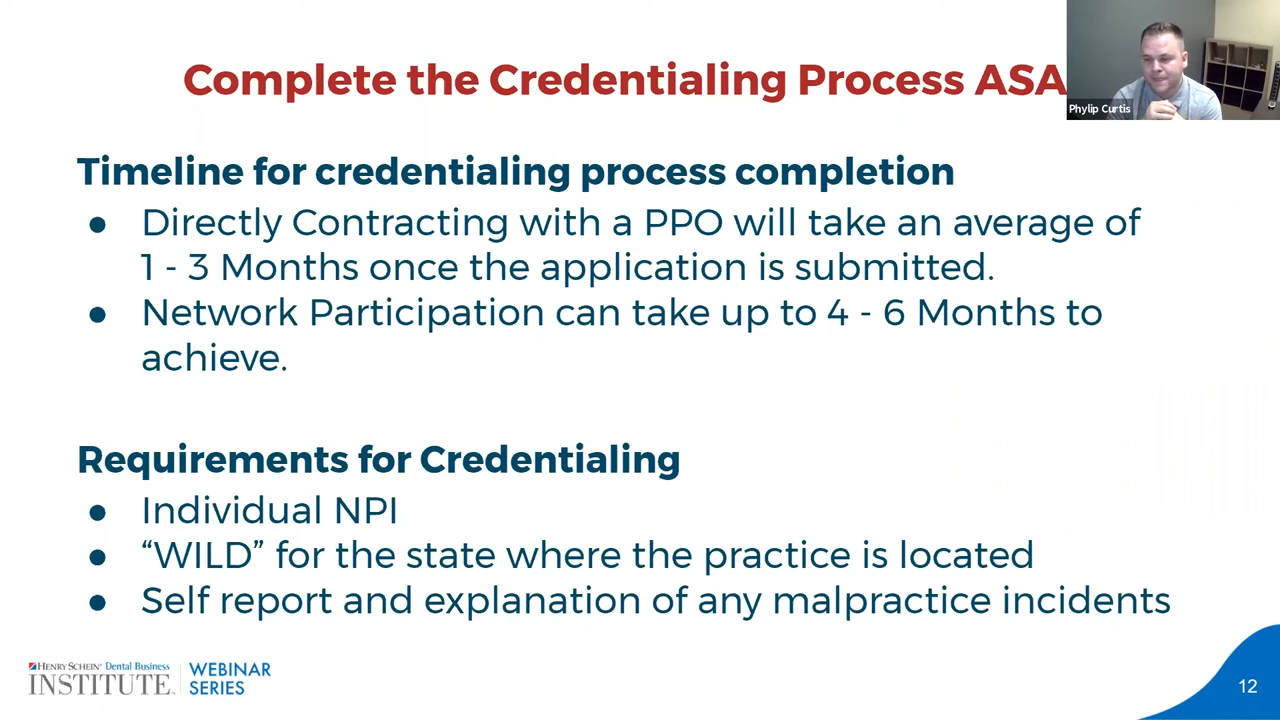 Complete the Credentialing Process ASA
Phylip Curtis
Timeline for credentialing process completion
● Directly Contracting with a PPO will take an average of
1 - 3 Months once the application is submitted.
● Network Participation can take up to 4 - 6 Months to
achieve.
Requirements for Credentialing
● Individual NPI
● “WILD” for the state where the practice is located
● Self report and explanation of any malpractice incidents
HENRY SCHEIN® Dental Business
INSTITUTE™
WEBINAR
SERIES
12